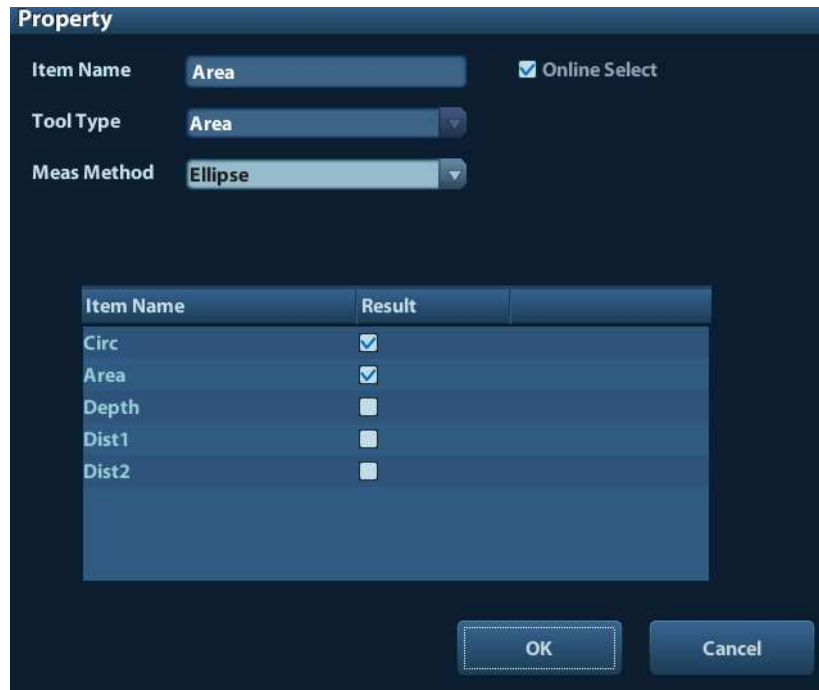 Property
Item Name Area Online Select
Tool Type Area
Meas Method Ellipse
Item Name Result
Circ
Area
Depth
Dist1
Dist2
OK Cancel